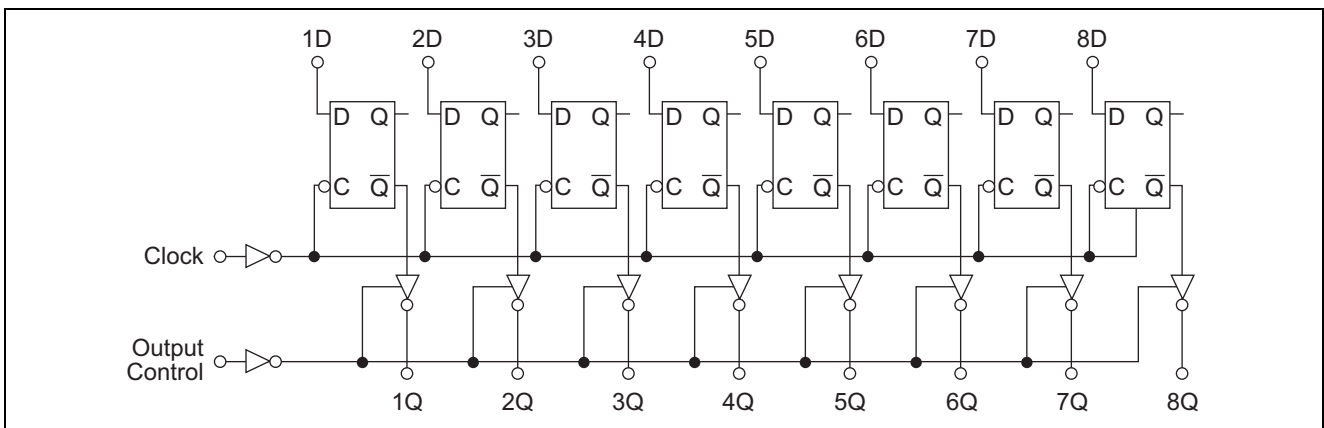 1D 2D 3D 4D 5D 6D 7D 8D
D Q D Q D Q D Q D Q D Q D Q D Q
C Q̅ C Q̅ C Q̅ C Q̅ C Q̅ C Q̅ C Q̅ C Q̅
Clock
Output
Control
1Q 2Q 3Q 4Q 5Q 6Q 7Q 8Q